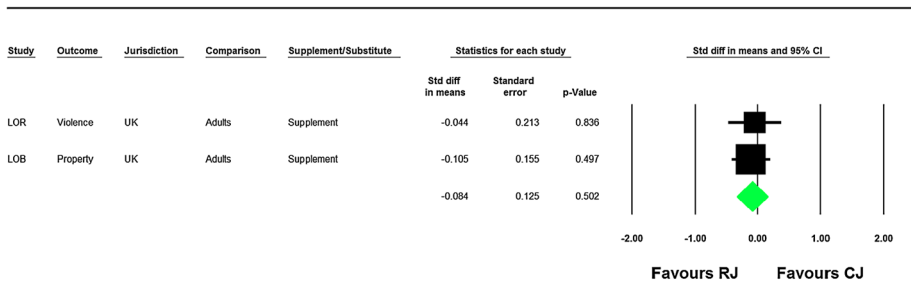 Study Outcome Jurisdiction Comparison Supplement/Substitute Statistics for each study Std diff in means and 95% CI
Std diff in means Standard error p-Value
LOR Violence UK Adults Supplement -0.044 0.213 0.836
LOB Property UK Adults Supplement -0.105 0.155 0.497
-0.084 0.125 0.502
-2.00 -1.00 0.00 1.00 2.00
Favours RJ Favours CJ